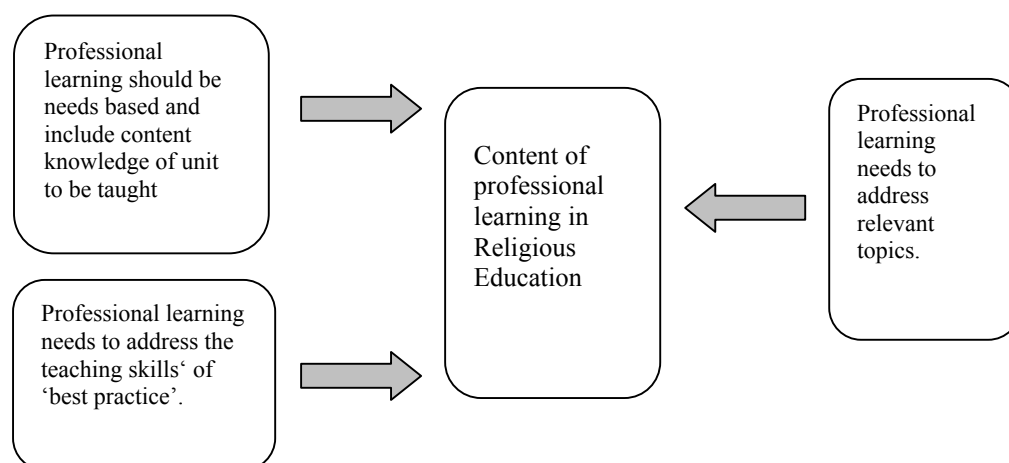 Professional
learning should be
needs based and
include content
knowledge of unit
to be taught
Professional learning
needs to address the
teaching skills‘ of
‘best practice’.
Content of
professional
learning in
Religious
Education
Professional
learning
needs to
address
relevant
topics.